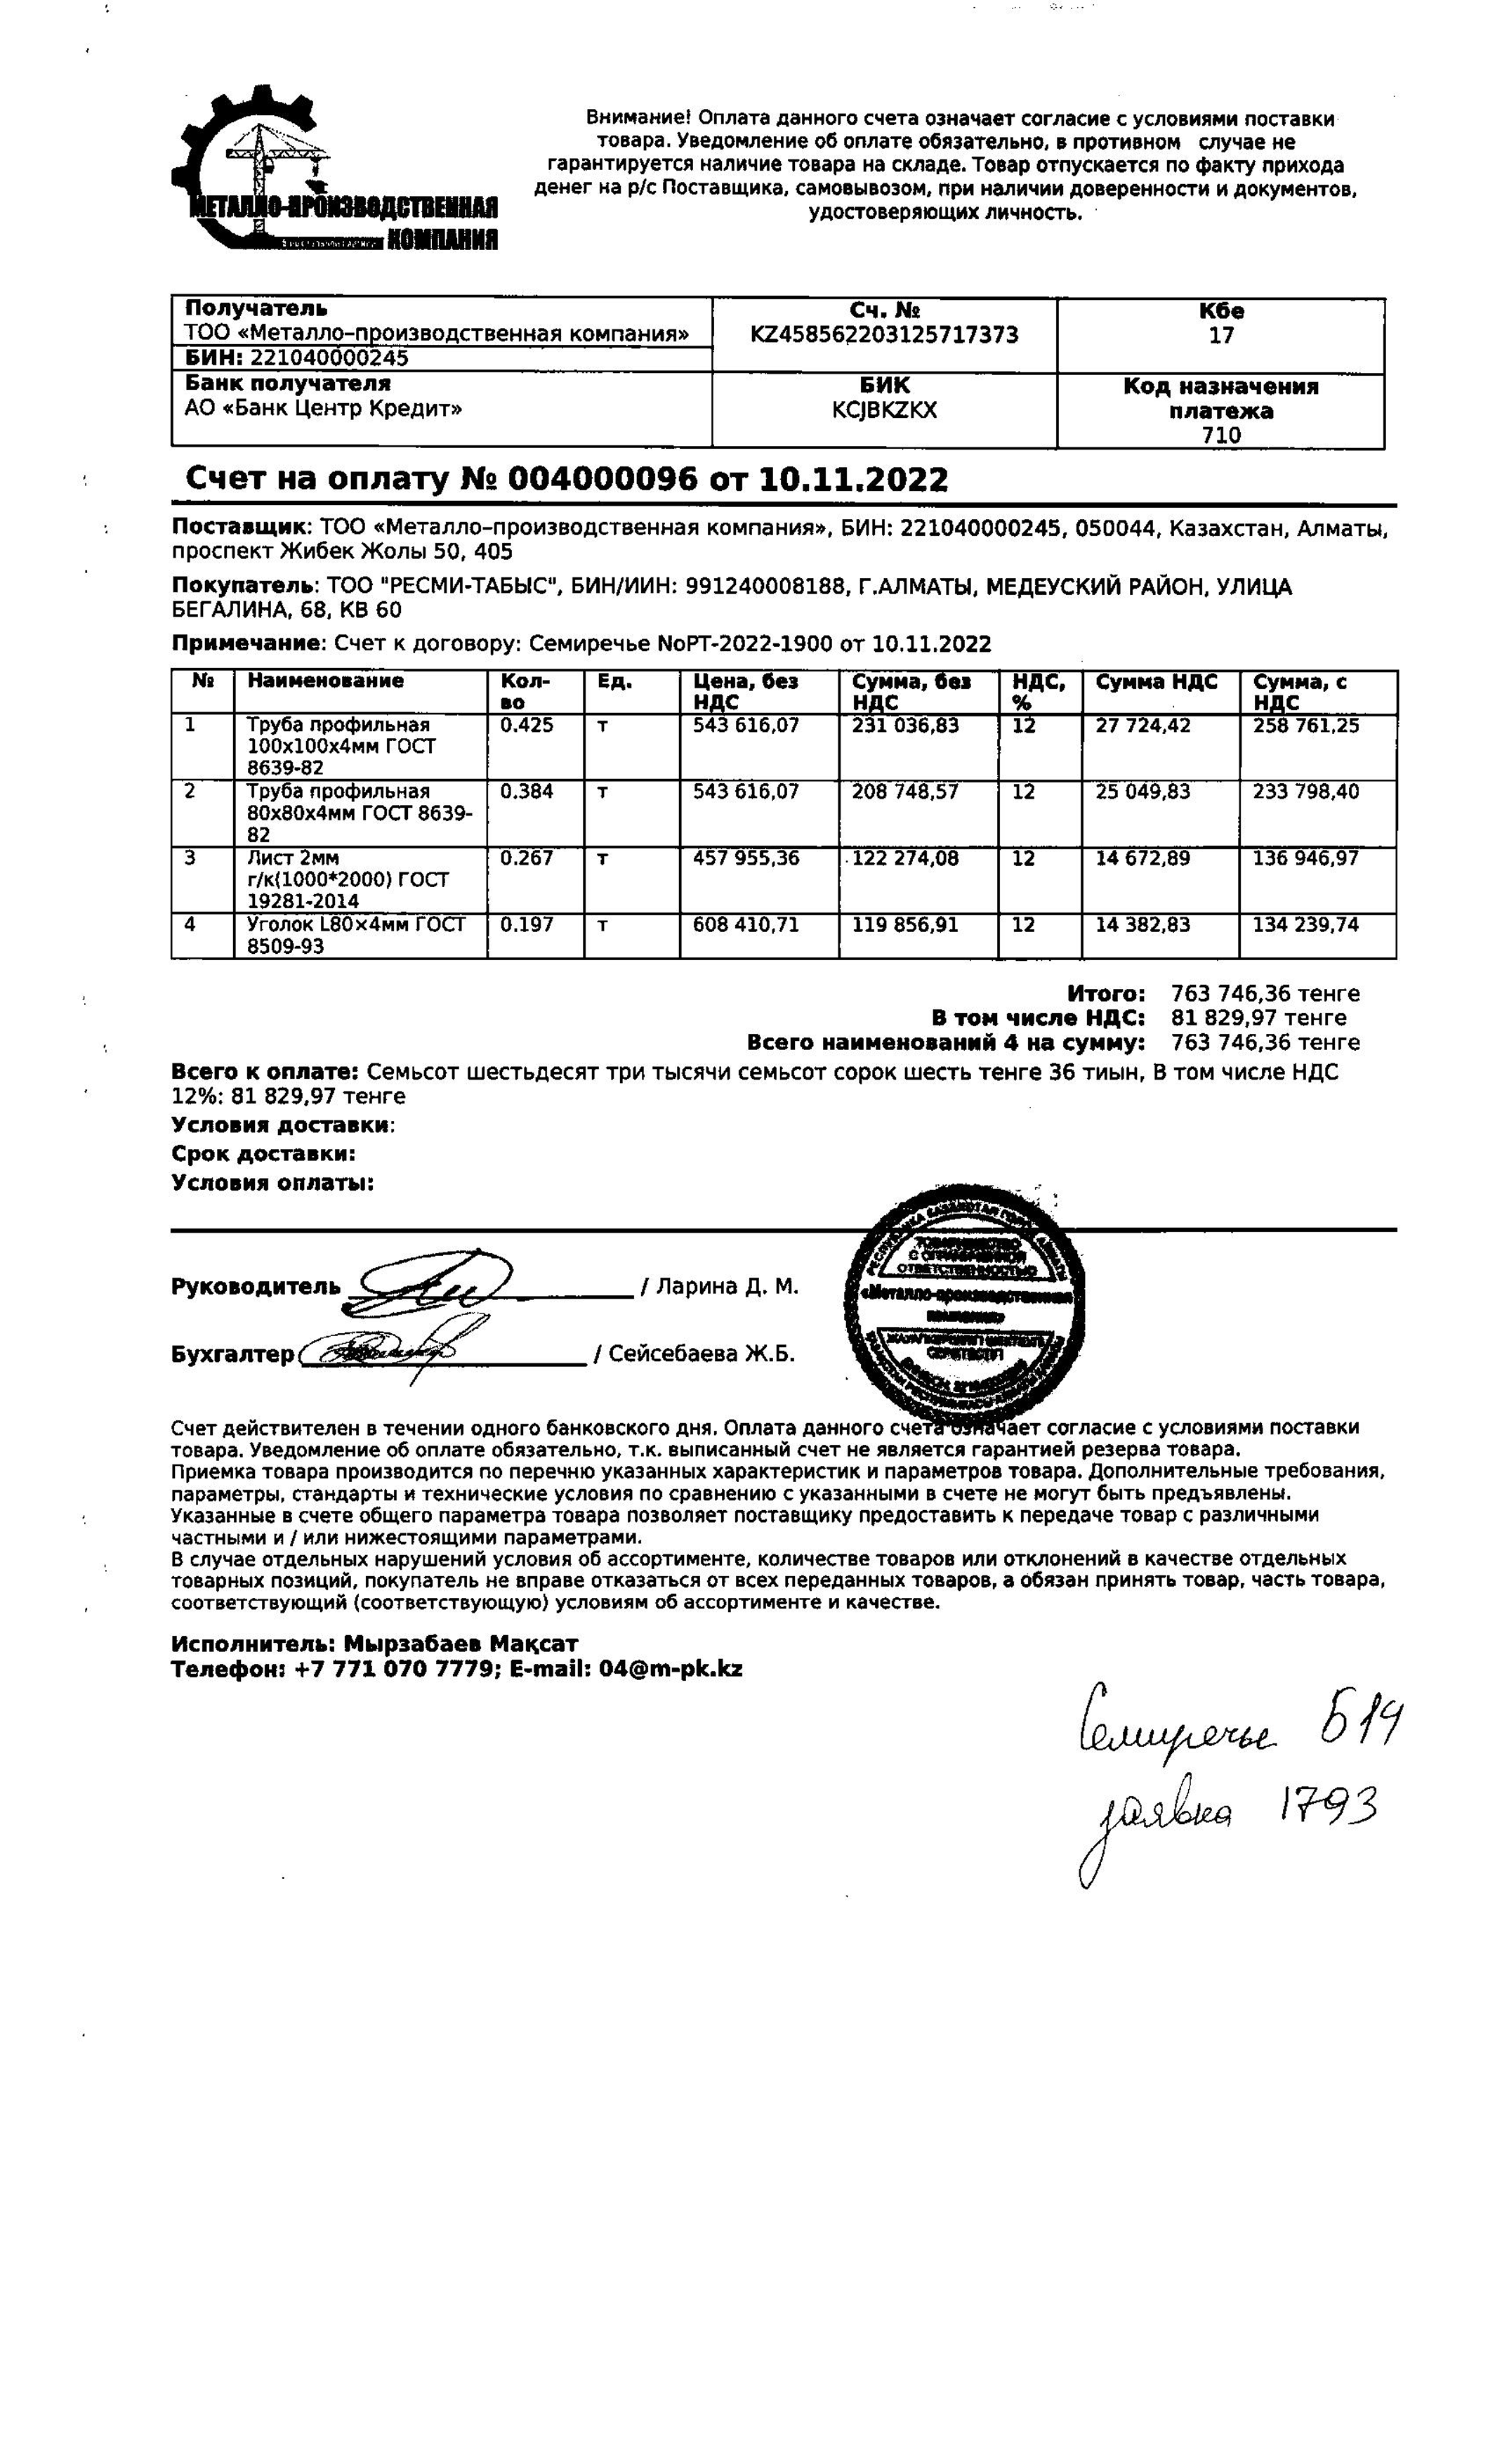 МЕТАЛЛО-ПРОИЗВОДСТВЕННАЯ
КОМПАНИЯ
Внимание! Оплата данного счета означает согласие с условиями поставки
товара. Уведомление об оплате обязательно, в противном случае не
гарантируется наличие товара на складе. Товар отпускается по факту прихода
денег на р/с Поставщика, самовывозом, при наличии доверенности и документов,
удостоверяющих личность.
Получатель Сч. № Кбе
ТОО «Металло-производственная компания» KZ458562203125717373 17
БИН: 221040000245
Банк получателя БИК Код назначения
АО «Банк Центр Кредит» KCJBKZKX платежа
710
Счет на оплату № 004000096 от 10.11.2022
Поставщик: ТОО «Металло-производственная компания», БИН: 221040000245, 050044, Казахстан, Алматы,
проспект Жибек Жолы 50, 405
Покупатель: ТОО "РЕСМИ-ТАБЫС", БИН/ИИН: 991240008188, Г.АЛМАТЫ, МЕДЕУСКИЙ РАЙОН, УЛИЦА
БЕГАЛИНА, 68, КВ 60
Примечание: Счет к договору: Семиречье NoРТ-2022-1900 от 10.11.2022
№ Наименование Кол- Ед. Цена, без Сумма, без НДС, Сумма НДС Сумма, с
во НДС НДС % НДС
1 Труба профильная 0.425 т 543 616,07 231 036,83 12 27 724,42 258 761,25
100х100х4мм ГОСТ
8639-82
2 Труба профильная 0.384 т 543 616,07 208 748,57 12 25 049,83 233 798,40
80х80х4мм ГОСТ 8639-
82
3 Лист 2мм 0.267 т 457 955,36 122 274,08 12 14 672,89 136 946,97
г/к(1000*2000) ГОСТ
19281-2014
4 Уголок L80×4мм ГОСТ 0.197 т 608 410,71 119 856,91 12 14 382,83 134 239,74
8509-93
Итого: 763 746,36 тенге
В том числе НДС: 81 829,97 тенге
Всего наименований 4 на сумму: 763 746,36 тенге
Всего к оплате: Семьсот шестьдесят три тысячи семьсот сорок шесть тенге 36 тиын, В том числе НДС
12%: 81 829,97 тенге
Условия доставки:
Срок доставки:
Условия оплаты:
ТОВАРИЩЕСТВО
С ОГРАНИЧЕННОЙ
ОТВЕТСТВЕННОСТЬЮ
«Металло-производственная
компания»
Руководитель / Ларина Д. М.
Бухгалтер / Сейсебаева Ж.Б.
Счет действителен в течении одного банковского дня. Оплата данного счета означает согласие с условиями поставки
товара. Уведомление об оплате обязательно, т.к. выписанный счет не является гарантией резерва товара.
Приемка товара производится по перечню указанных характеристик и параметров товара. Дополнительные требования,
параметры, стандарты и технические условия по сравнению с указанными в счете не могут быть предъявлены.
Указанные в счете общего параметра товара позволяет поставщику предоставить к передаче товар с различными
частными и / или нижестоящими параметрами.
В случае отдельных нарушений условия об ассортименте, количестве товаров или отклонений в качестве отдельных
товарных позиций, покупатель не вправе отказаться от всех переданных товаров, а обязан принять товар, часть товара,
соответствующий (соответствующую) условиям об ассортименте и качестве.
Исполнитель: Мырзабаев Мақсат
Телефон: +7 771 070 7779; E-mail: 04@m-pk.kz
Семиречье Б14
заявка 1793